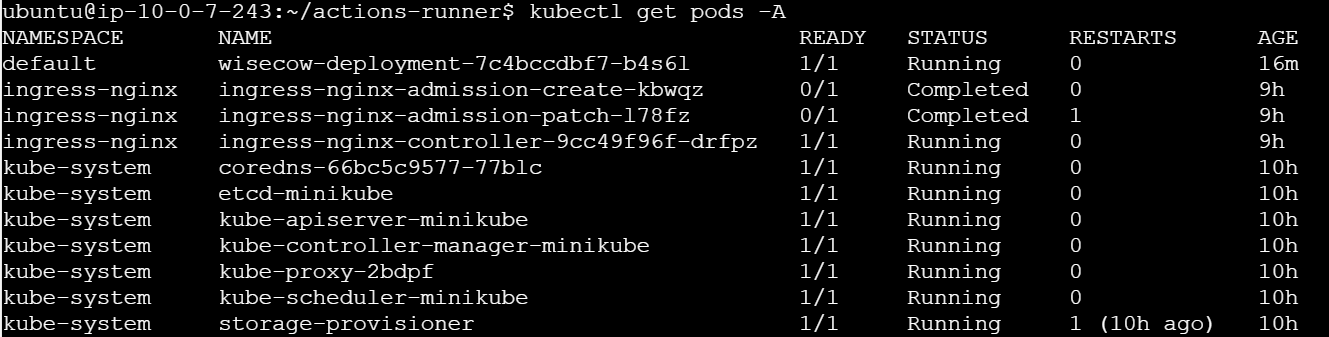 ubuntu@ip-10-0-7-243:~/actions-runner$ kubectl get pods -A
NAMESPACE NAME READY STATUS RESTARTS AGE
default wisecow-deployment-7c4bccdbf7-b4s6l 1/1 Running 0 16m
ingress-nginx ingress-nginx-admission-create-kbwqz 0/1 Completed 0 9h
ingress-nginx ingress-nginx-admission-patch-l78fz 0/1 Completed 1 9h
ingress-nginx ingress-nginx-controller-9cc49f96f-drfpz 1/1 Running 0 9h
kube-system coredns-66bc5c9577-77blc 1/1 Running 0 10h
kube-system etcd-minikube 1/1 Running 0 10h
kube-system kube-apiserver-minikube 1/1 Running 0 10h
kube-system kube-controller-manager-minikube 1/1 Running 0 10h
kube-system kube-proxy-2bdpf 1/1 Running 0 10h
kube-system kube-scheduler-minikube 1/1 Running 0 10h
kube-system storage-provisioner 1/1 Running 1 (10h ago) 10h